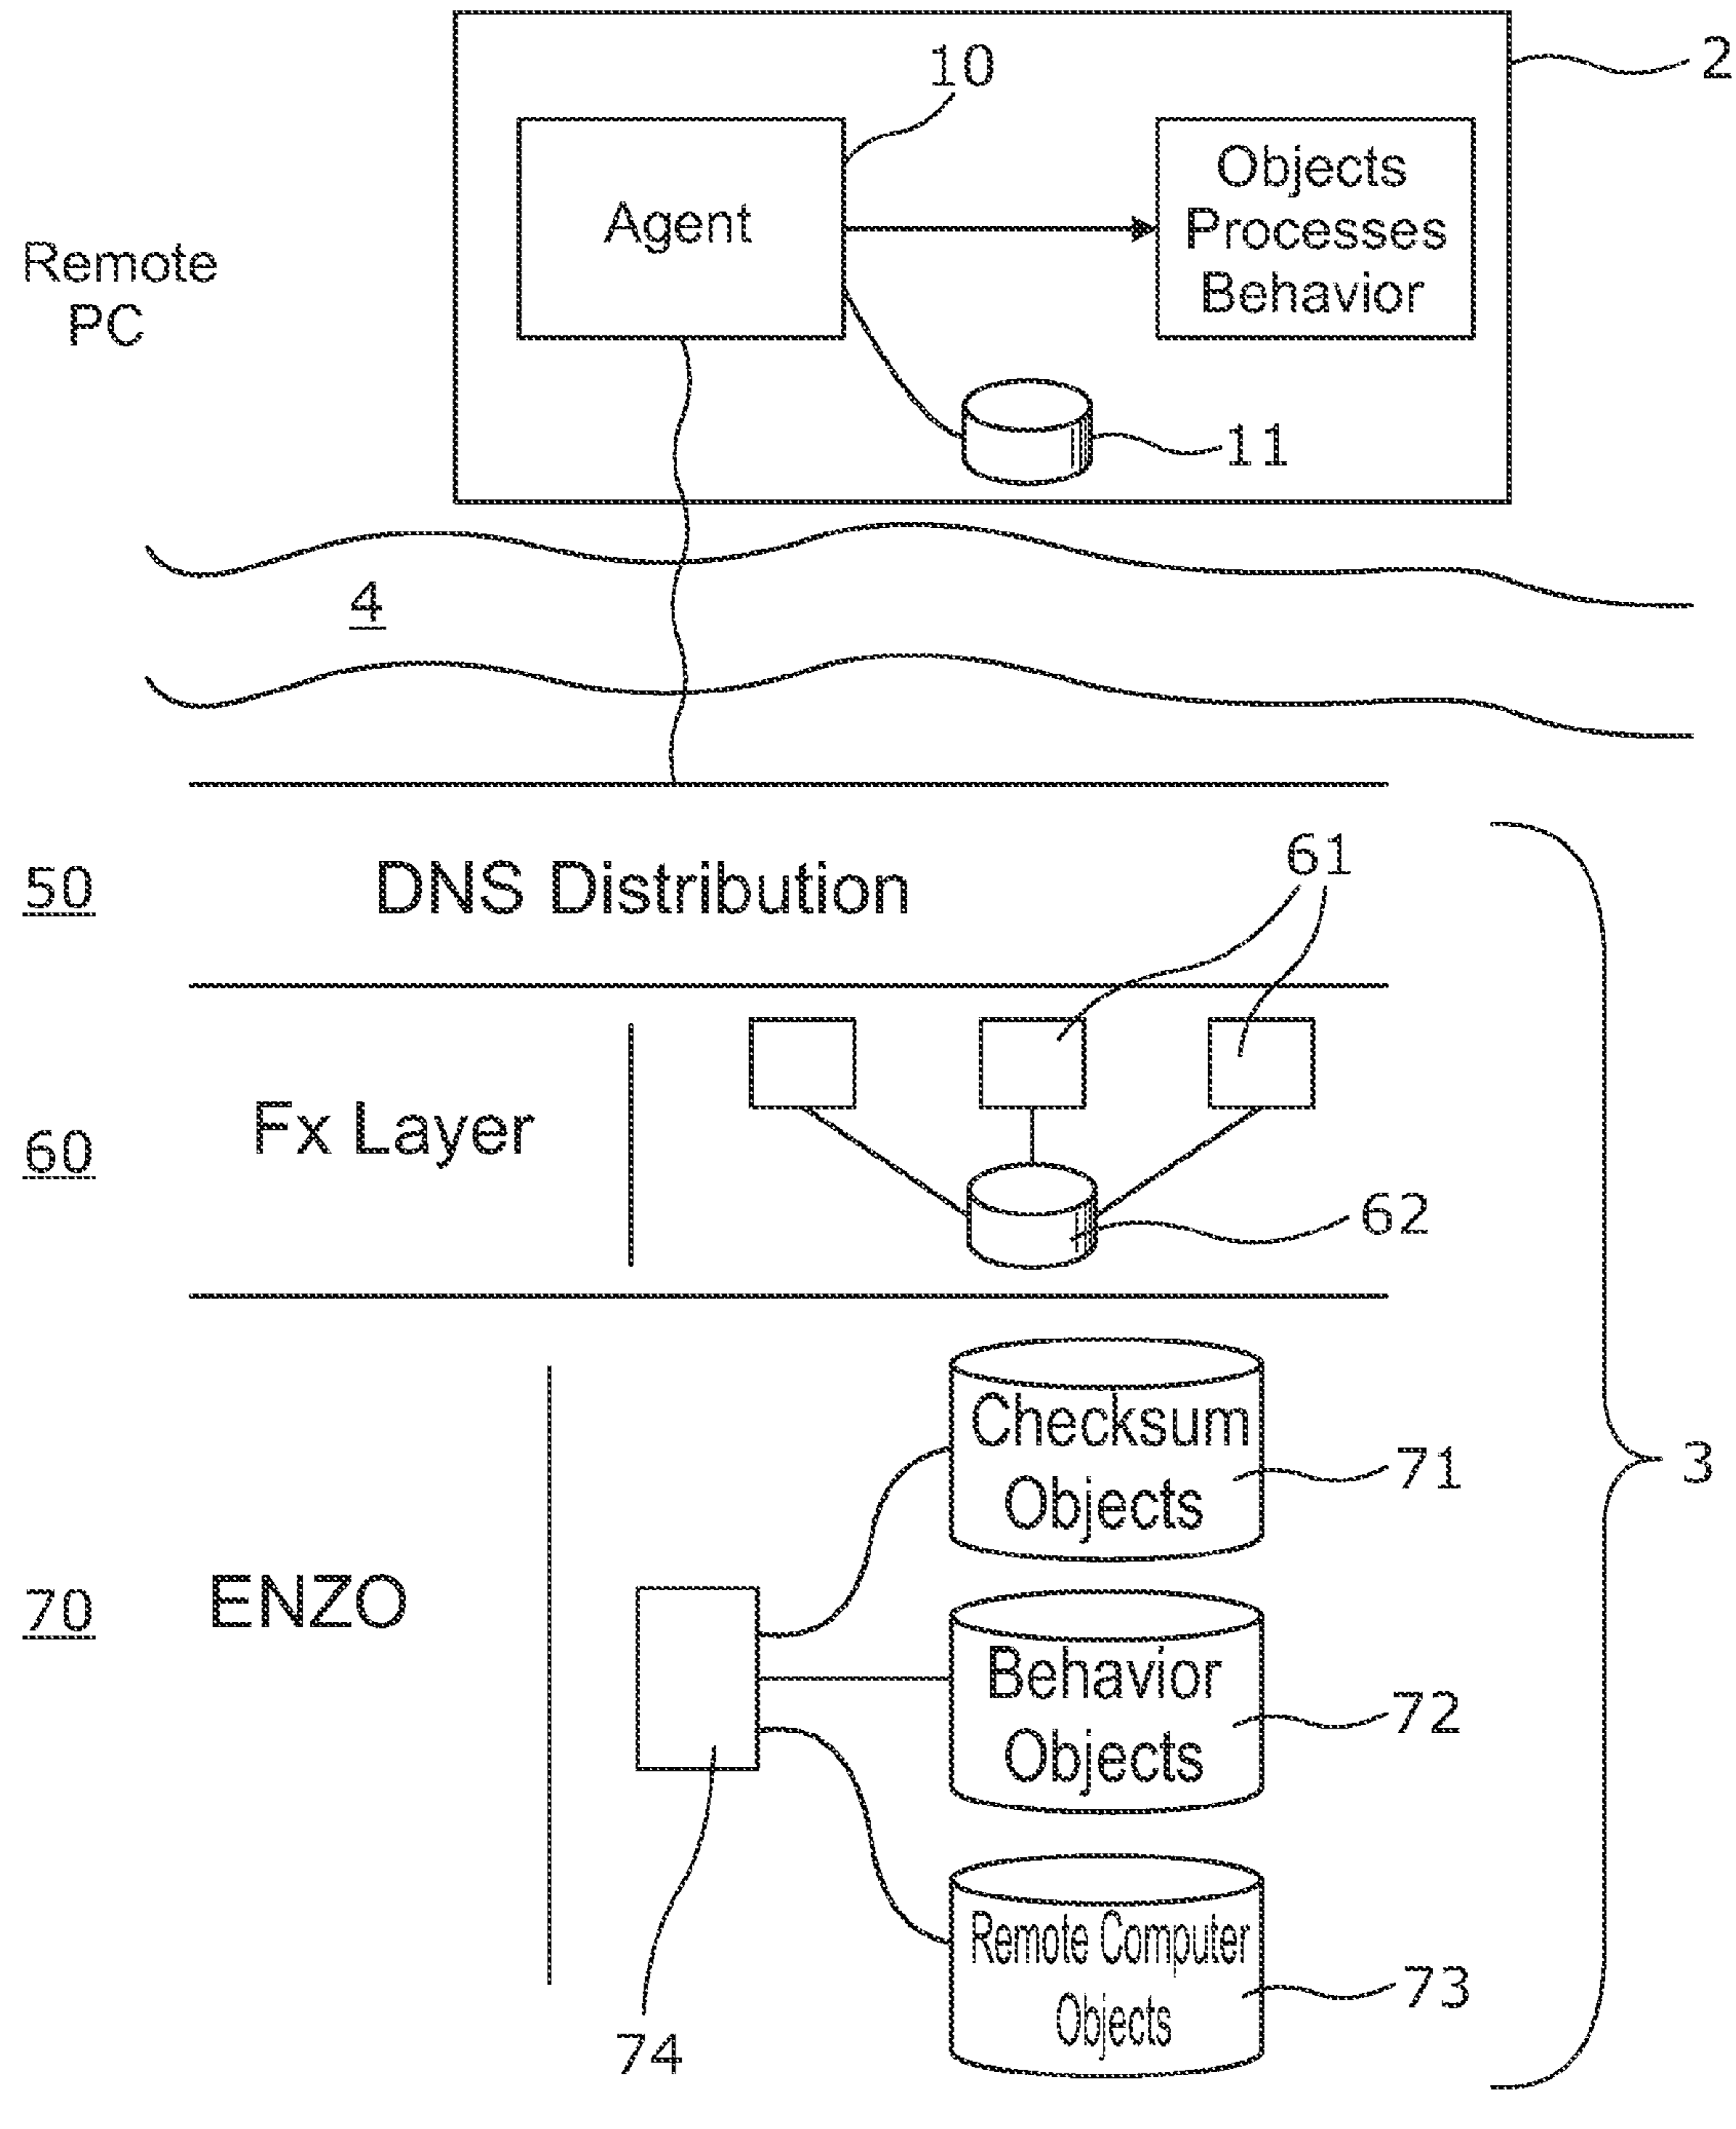 2
10
Agent
Objects
Processes
Behavior
Remote
PC
11
4
50
DNS Distribution
61
60
Fx Layer
62
3
70
ENZO
Checksum
Objects
71
Behavior
Objects
72
Remote Computer
Objects
73
74